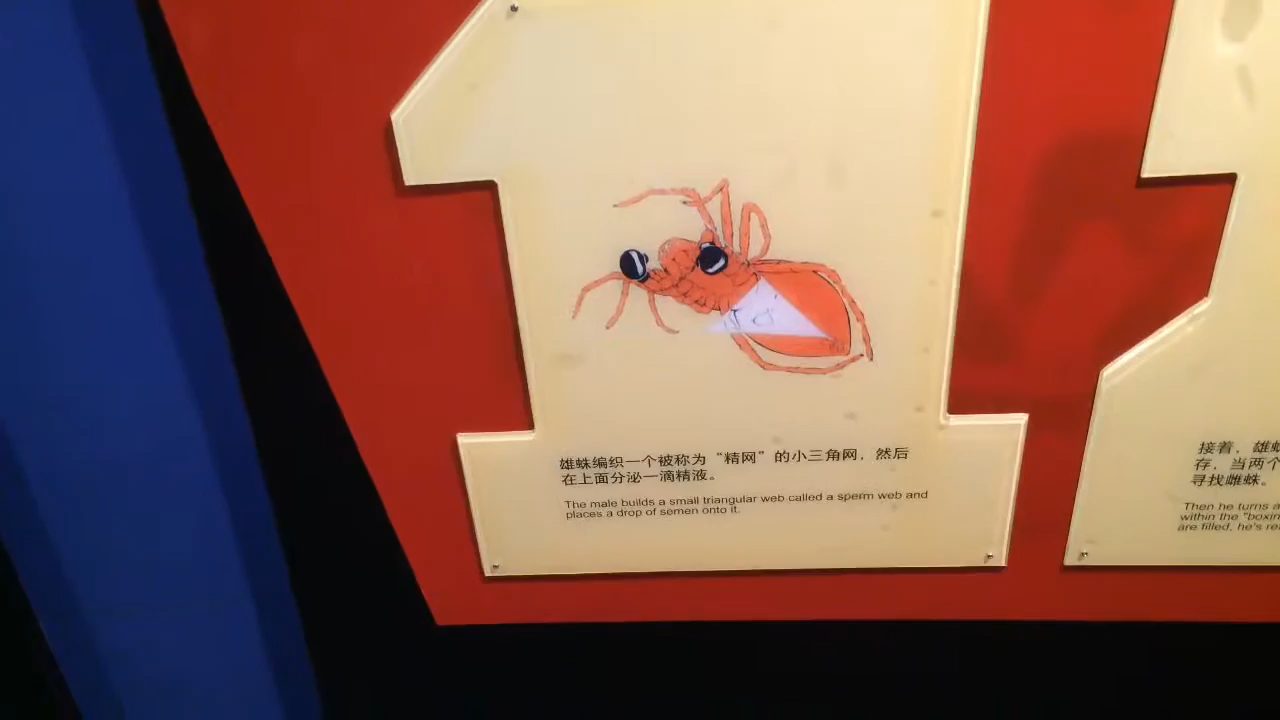 雄蛛编织一个被称为“精网”的小三角网，然后
在上面分泌一滴精液。
The male builds a small triangular web called a sperm web and
places a drop of semen onto it.
接着，雄蛛
存，当两个
寻找雌蛛。
Then he turns a
within the "boxin
are filled, he's re